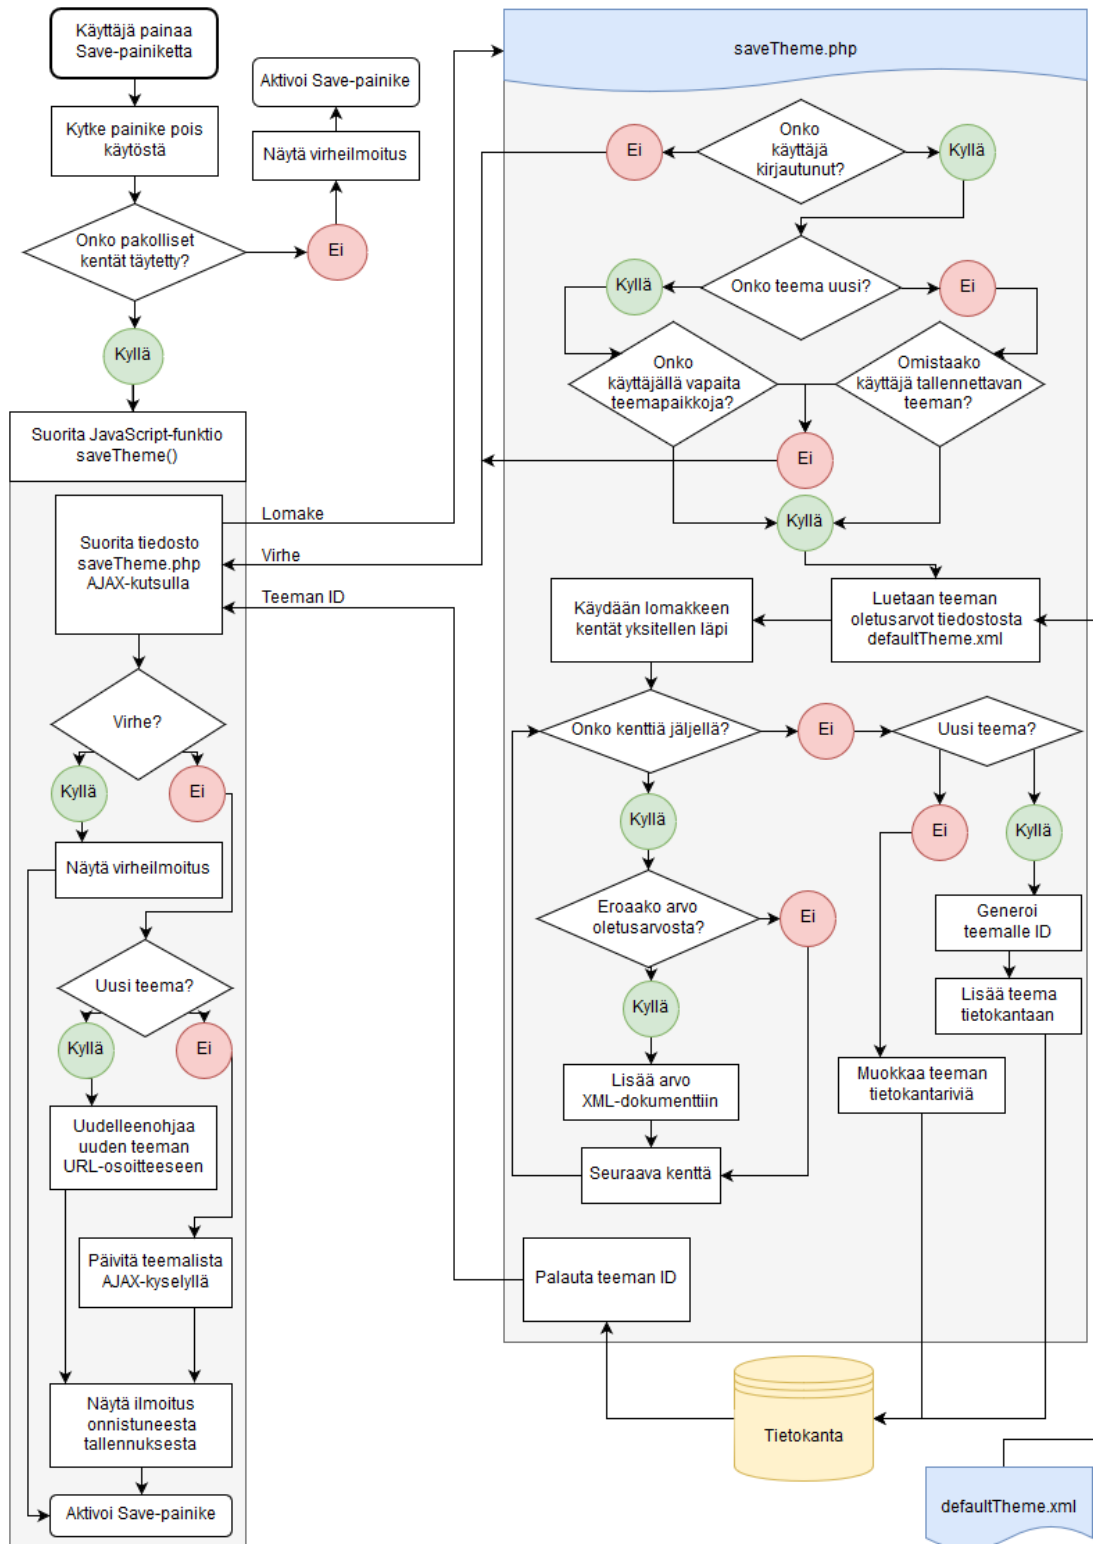 Käyttäjä painaa
Save-painiketta
Kytke painike pois
käytöstä
Onko pakolliset
kentät täytetty?
Ei
Näytä virheilmoitus
Aktivoi Save-painike
Kyllä
Suorita JavaScript-funktio
saveTheme()
Suorita tiedosto
saveTheme.php
AJAX-kutsulla
Lomake
Virhe
Teeman ID
Virhe?
Kyllä
Ei
Näytä virheilmoitus
Uusi teema?
Kyllä
Ei
Uudelleenohjaa
uuden teeman
URL-osoitteeseen
Päivitä teemalista
AJAX-kyselyllä
Näytä ilmoitus
onnistuneesta
tallennuksesta
Aktivoi Save-painike
saveTheme.php
Onko
käyttäjä
kirjautunut?
Ei
Kyllä
Onko teema uusi?
Kyllä
Ei
Onko
käyttäjällä vapaita
teemapaikkoja?
Omistaako
käyttäjä tallennettavan
teeman?
Ei
Kyllä
Luetaan teeman
oletusarvot tiedostosta
defaultTheme.xml
Käydään lomakkeen
kentät yksitellen läpi
Onko kenttiä jäljellä?
Ei
Uusi teema?
Kyllä
Ei
Kyllä
Eroaako arvo
oletusarvosta?
Ei
Generoi
teemalle ID
Kyllä
Lisää teema
tietokantaan
Lisää arvo
XML-dokumenttiin
Muokkaa teeman
tietokantariviä
Seuraava kenttä
Palauta teeman ID
Tietokanta
defaultTheme.xml